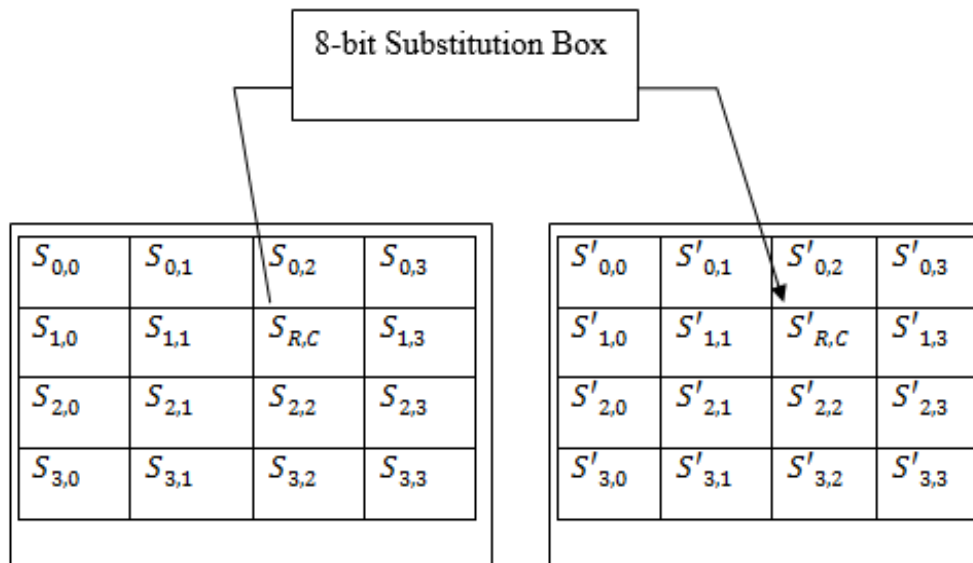 8-bit Substitution Box
S0,0 S0,1 S0,2 S0,3
S1,0 S1,1 SR,C S1,3
S2,0 S2,1 S2,2 S2,3
S3,0 S3,1 S3,2 S3,3
S′0,0 S′0,1 S′0,2 S′0,3
S′1,0 S′1,1 S′R,C S′1,3
S′2,0 S′2,1 S′2,2 S′2,3
S′3,0 S′3,1 S′3,2 S′3,3